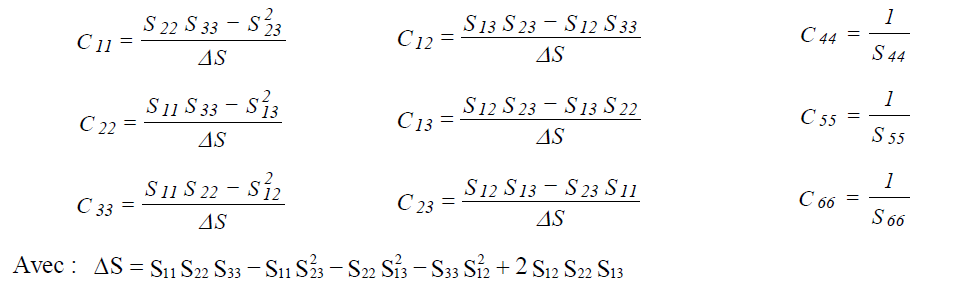 C₁₁ = (S₂₂ S₃₃ − S₂₃²) / ΔS    C₁₂ = (S₁₃ S₂₃ − S₁₂ S₃₃) / ΔS    C₄₄ = 1 / S₄₄
C₂₂ = (S₁₁ S₃₃ − S₁₃²) / ΔS    C₁₃ = (S₁₂ S₂₃ − S₁₃ S₂₂) / ΔS    C₅₅ = 1 / S₅₅
C₃₃ = (S₁₁ S₂₂ − S₁₂²) / ΔS    C₂₃ = (S₁₂ S₁₃ − S₂₃ S₁₁) / ΔS    C₆₆ = 1 / S₆₆
Avec : ΔS = S₁₁ S₂₂ S₃₃ − S₁₁ S₂₃² − S₂₂ S₁₃² − S₃₃ S₁₂² + 2 S₁₂ S₂₂ S₁₃